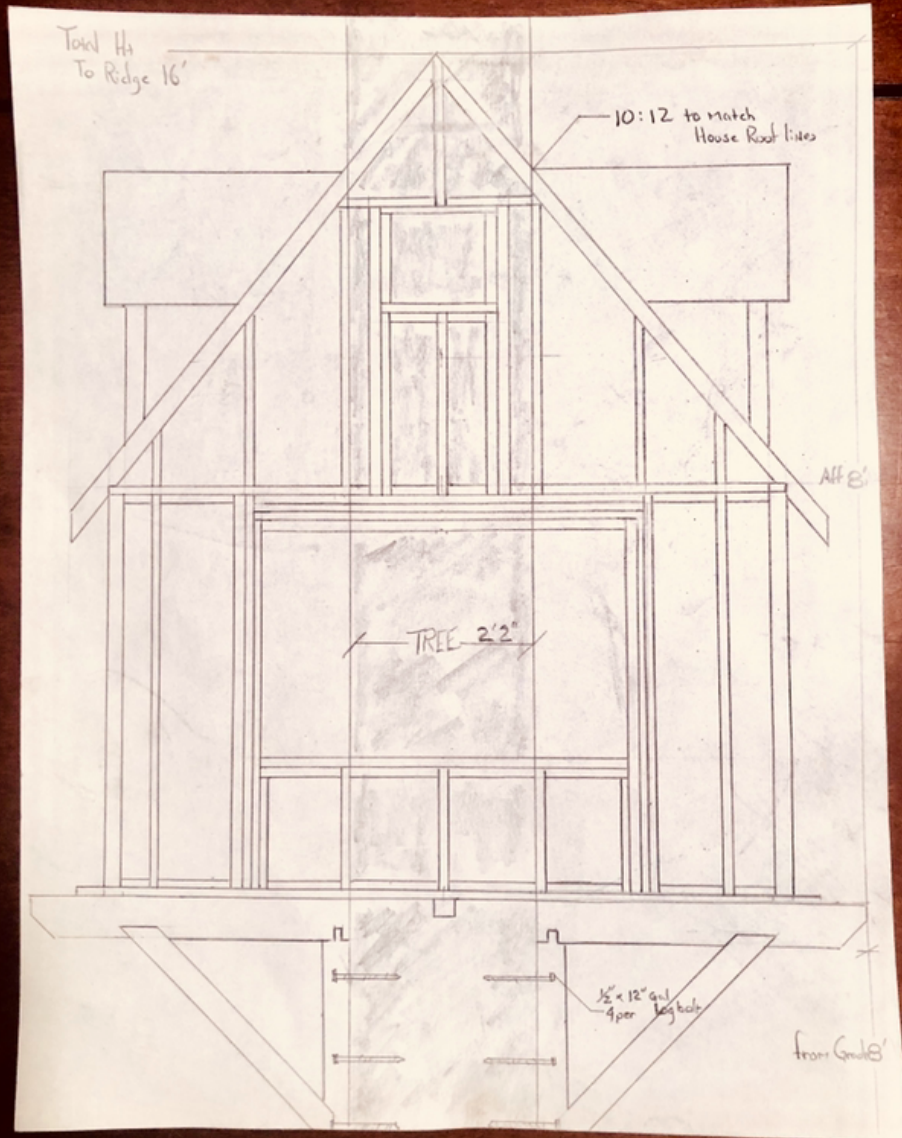 Total Ht
To Ridge 16'
10:12 to match
House Roof lines
Aff 8'
TREE 2'2"
½" x 12" Gal
4 per Lag bolt
from Grade 8'